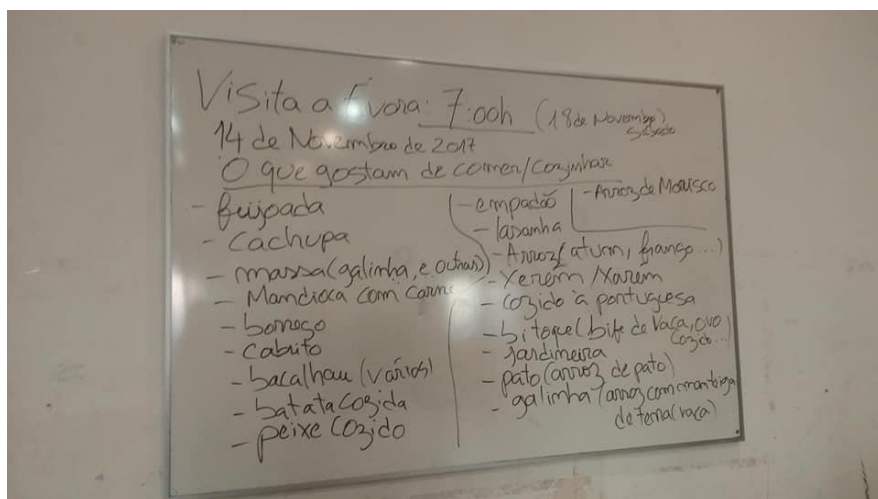 Visita a Évora: 7:00h (18 de Novembro)
Sábado
14 de Novembro de 2017
O que gostam de comer/cozinhar
- feijoada
- Cachupa
- massa (galinha, e outras)
- Mandioca com Carne
- borrego
- Cabrito
- bacalhau (vários)
- batata cozida
- peixe cozido
- empadão
- lasanha
- Arroz de Marisco
- Arroz (atum, frango ...)
- Xerém / Xarem
- Cozido à portuguesa
- bitoque (bife de Vaca, ovo
Cozido ...)
- Jardineira
- pato (arroz de pato)
- galinha / arroz com manteiga
de terra (vaca)